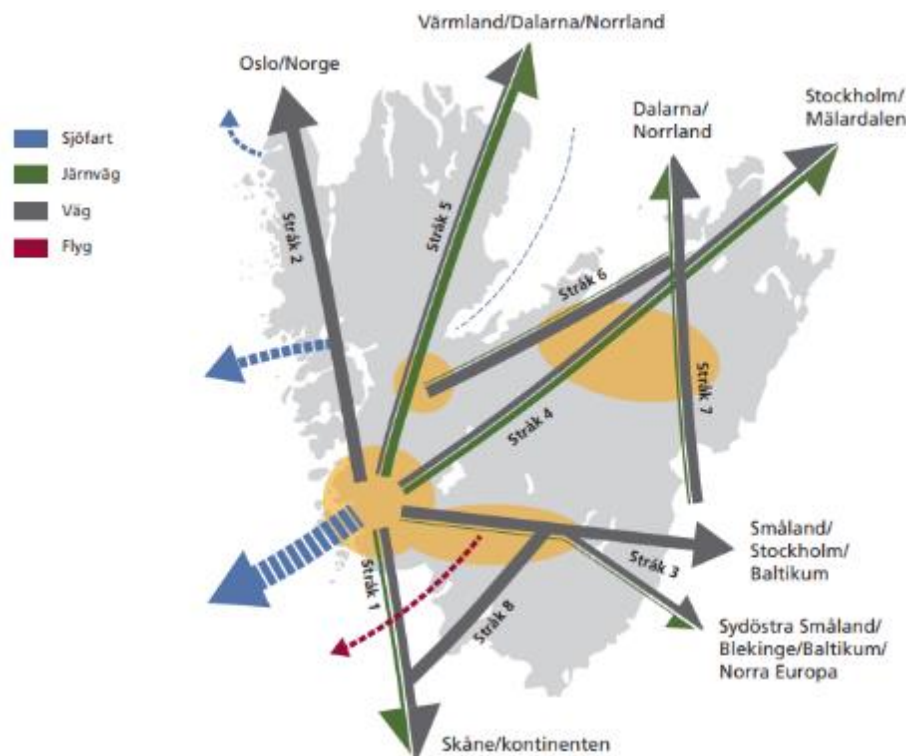 Värmland/Dalarna/Norrland
Oslo/Norge
Dalarna/
Norrland
Stockholm/
Mälardalen
Sjöfart
Järnväg
Väg
Flyg
Stråk 2
Stråk 5
Stråk 6
Stråk 4
Stråk 7
Stråk 1
Stråk 8
Stråk 3
Småland/
Stockholm/
Baltikum
Sydöstra Småland/
Blekinge/Baltikum/
Norra Europa
Skåne/kontinenten